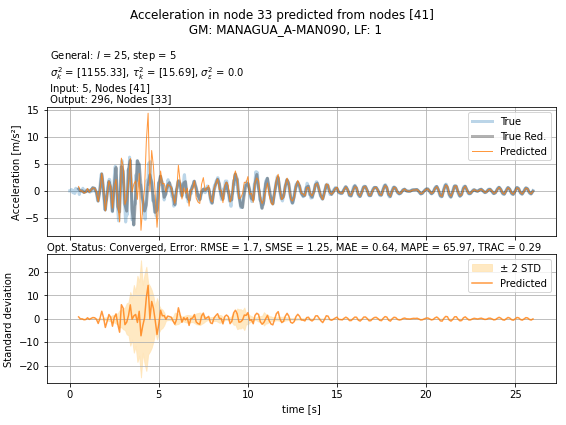 Acceleration in node 33 predicted from nodes [41]
GM: MANAGUA_A-MAN090, LF: 1
General: l = 25, step = 5
σ²ₖ = [1155.33], τ²ₖ = [15.69], σ²ε = 0.0
Input: 5, Nodes [41]
Output: 296, Nodes [33]
Acceleration [m/s²]
15
10
5
0
−5
True
True Red.
Predicted
Opt. Status: Converged, Error: RMSE = 1.7, SMSE = 1.25, MAE = 0.64, MAPE = 65.97, TRAC = 0.29
Standard deviation
20
10
0
−10
−20
± 2 STD
Predicted
0 5 10 15 20 25
time [s]